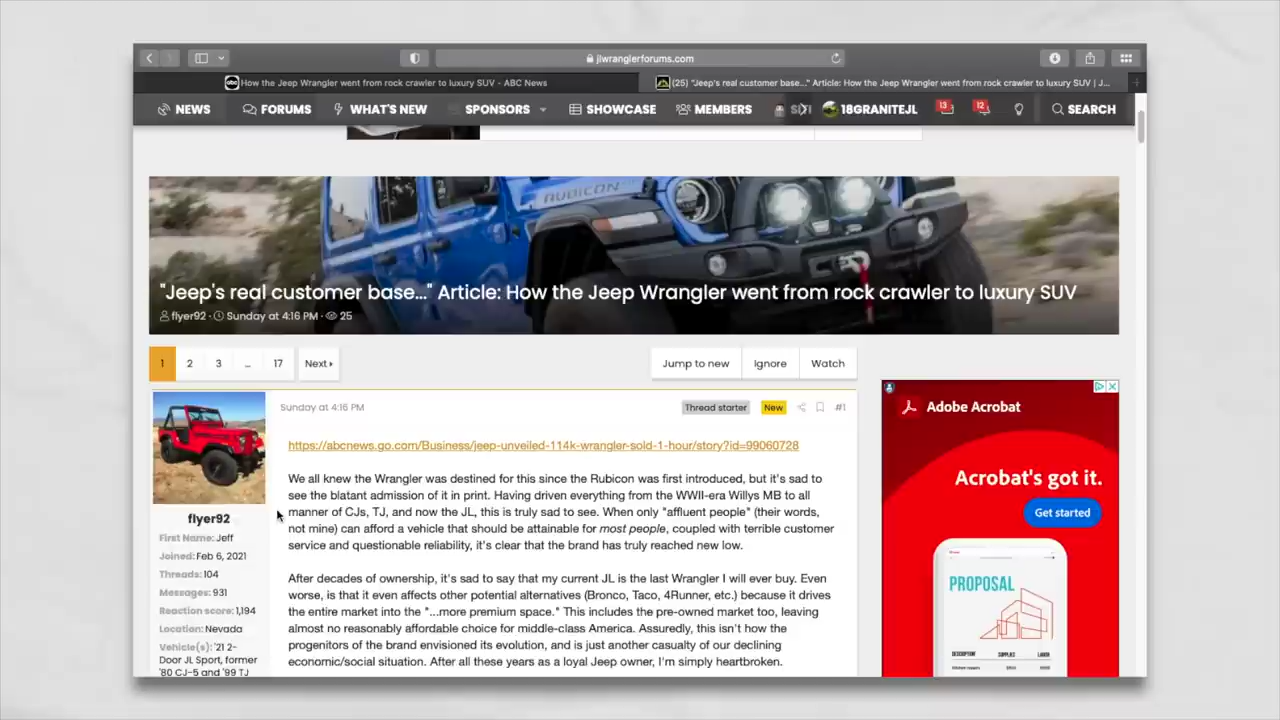 jlwranglerforums.com
How the Jeep Wrangler went from rock crawler to luxury SUV - ABC News
(25) "Jeep's real customer base..." Article: How the Jeep Wrangler went from rock crawler to luxury SUV | J...
NEWS FORUMS WHAT'S NEW SPONSORS SHOWCASE MEMBERS 18GRANITEJL 13 12 SEARCH
RUBICON
"Jeep's real customer base..." Article: How the Jeep Wrangler went from rock crawler to luxury SUV
flyer92 · Sunday at 4:16 PM · 25
1 2 3 ... 17 Next Jump to new Ignore Watch
Sunday at 4:16 PM Thread starter New #1
https://abcnews.go.com/Business/jeep-unveiled-114k-wrangler-sold-1-hour/story?id=99060728
We all knew the Wrangler was destined for this since the Rubicon was first introduced, but it's sad to
see the blatant admission of it in print. Having driven everything from the WWII-era Willys MB to all
manner of CJs, TJ, and now the JL, this is truly sad to see. When only "affluent people" (their words,
not mine) can afford a vehicle that should be attainable for most people, coupled with terrible customer
service and questionable reliability, it's clear that the brand has truly reached new low.
After decades of ownership, it's sad to say that my current JL is the last Wrangler I will ever buy. Even
worse, is that it even affects other potential alternatives (Bronco, Taco, 4Runner, etc.) because it drives
the entire market into the "...more premium space." This includes the pre-owned market too, leaving
almost no reasonably affordable choice for middle-class America. Assuredly, this isn't how the
progenitors of the brand envisioned its evolution, and is just another casualty of our declining
economic/social situation. After all these years as a loyal Jeep owner, I'm simply heartbroken.
flyer92
First Name: Jeff
Joined: Feb 6, 2021
Threads: 104
Messages: 931
Reaction score: 1,194
Location: Nevada
Vehicle(s): '21 2-
Door JL Sport, former
'80 CJ-5 and '99 TJ
Adobe Acrobat
Acrobat's got it.
Get started
PROPOSAL
DESCRIPTION SUPPLIES LABOR